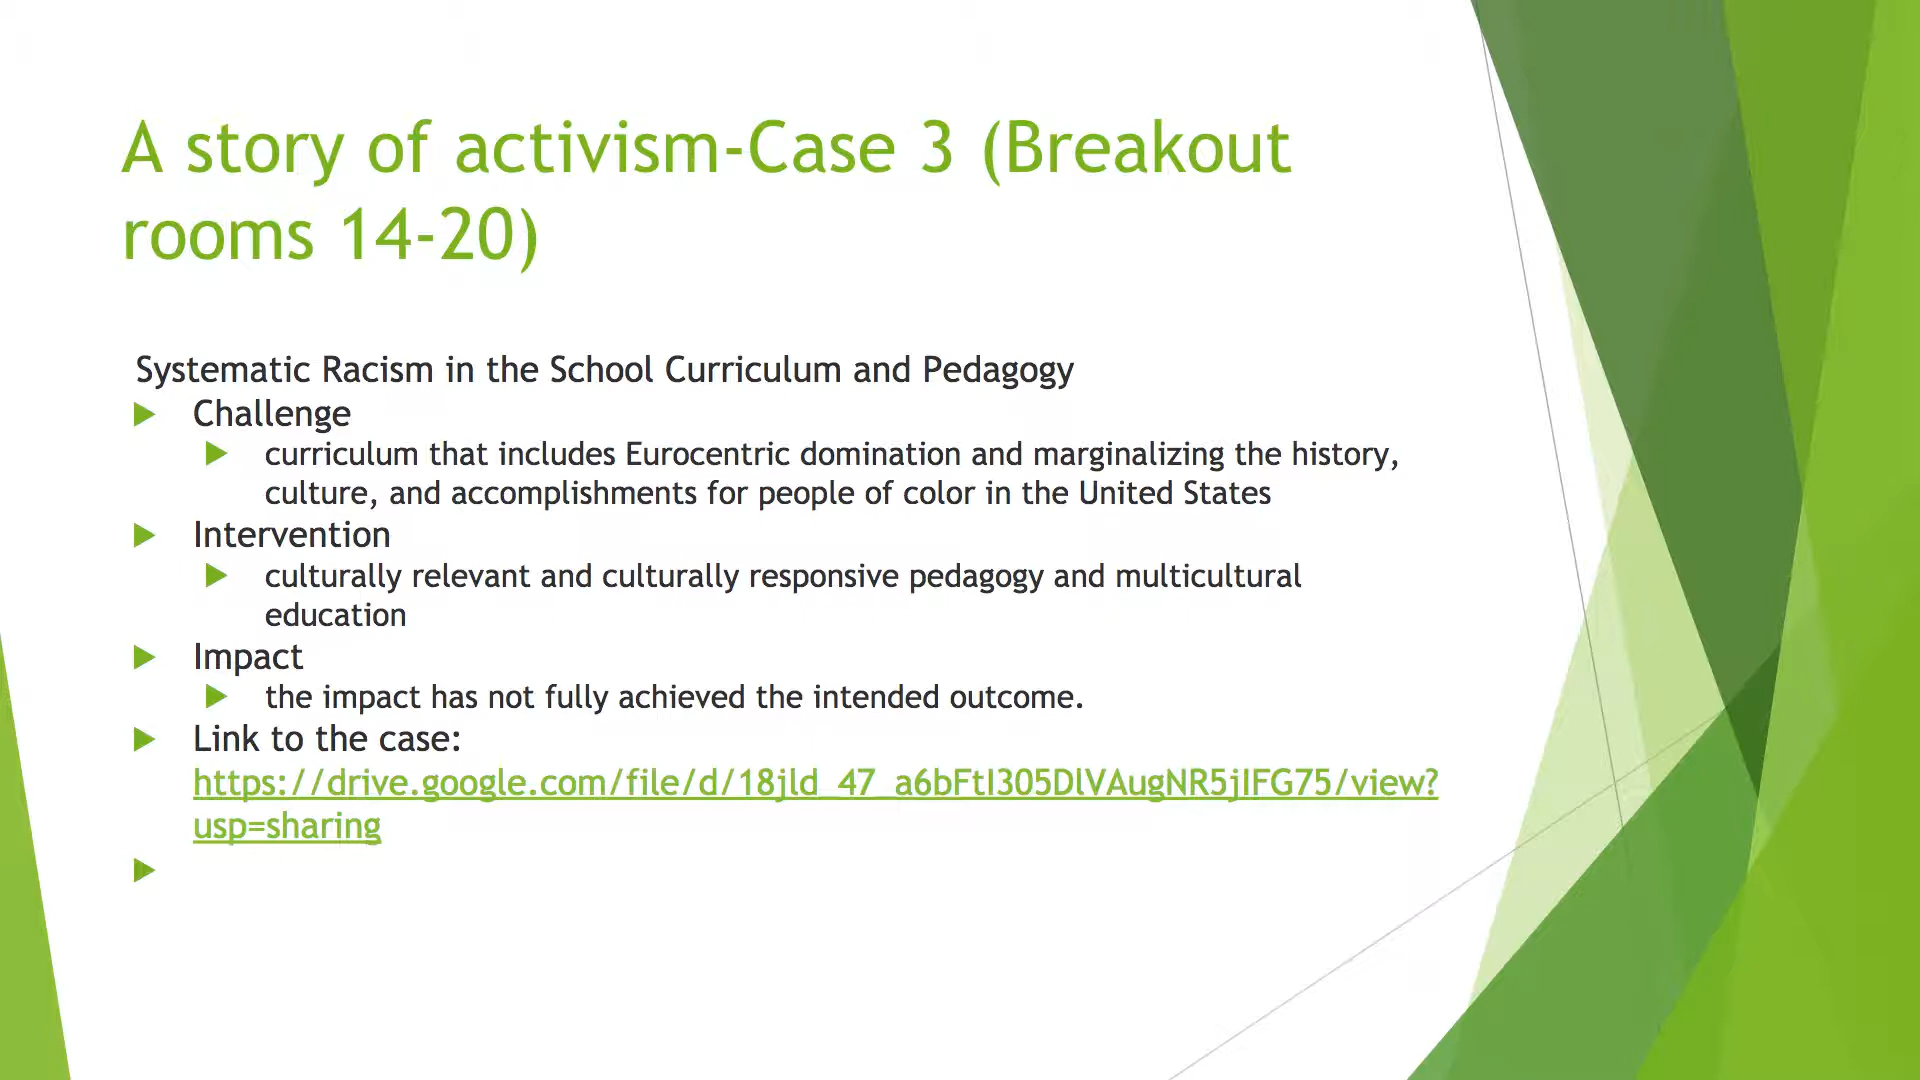 A story of activism-Case 3 (Breakout
rooms 14-20)
Systematic Racism in the School Curriculum and Pedagogy
Challenge
curriculum that includes Eurocentric domination and marginalizing the history,
culture, and accomplishments for people of color in the United States
Intervention
culturally relevant and culturally responsive pedagogy and multicultural
education
Impact
the impact has not fully achieved the intended outcome.
Link to the case:
https://drive.google.com/file/d/18jld_47_a6bFtI305DlVAugNR5jIFG75/view?
usp=sharing